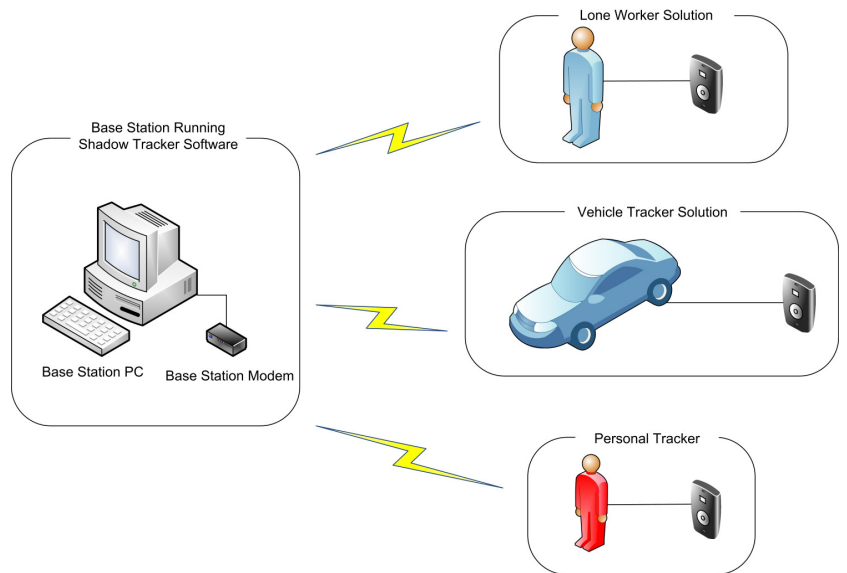 Lone Worker Solution
Base Station Running
Shadow Tracker Software
Base Station PC
Base Station Modem
Vehicle Tracker Solution
Personal Tracker